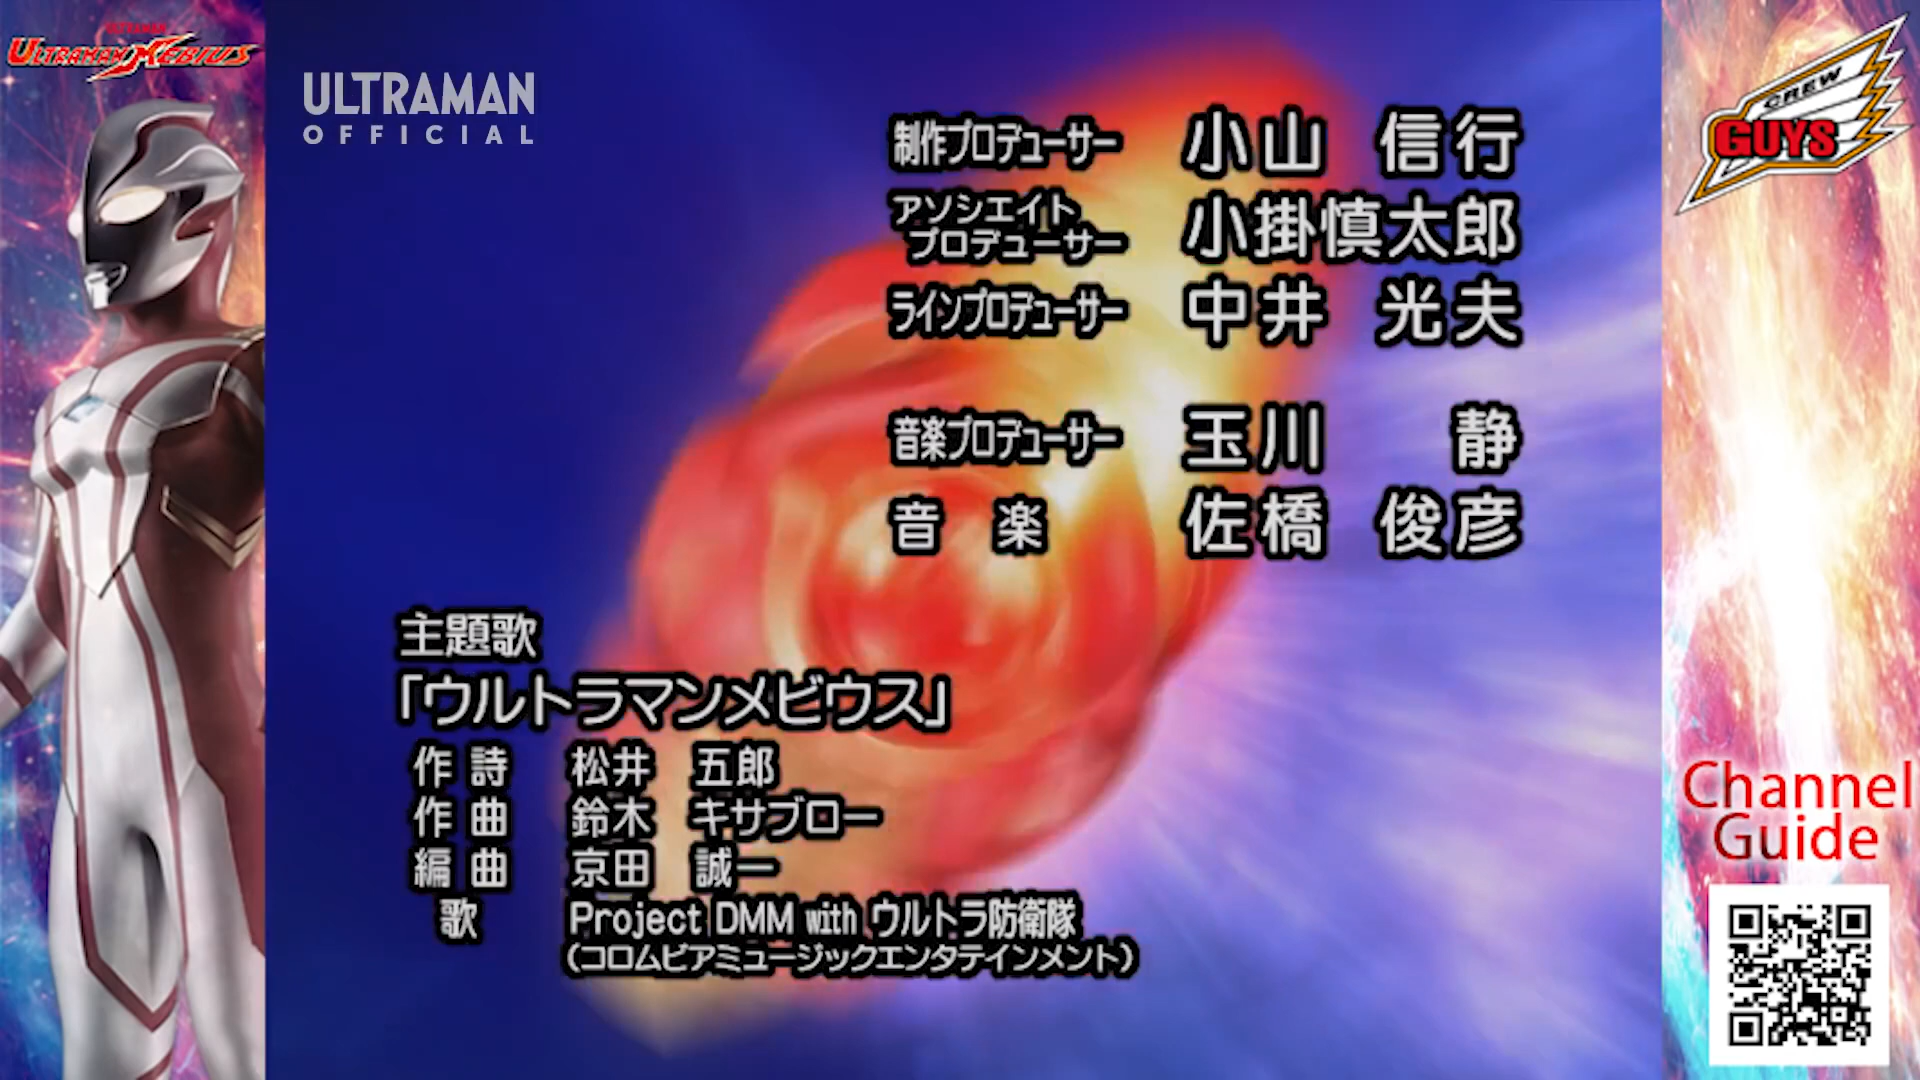 ULTRAMAN
ULTRAMAN MEBIUS
ULTRAMAN
OFFICIAL
CREW
GUYS
制作プロデューサー 小山 信行
アソシエイト
プロデューサー 小掛慎太郎
ラインプロデューサー 中井 光夫
音楽プロデューサー 玉川 静
音 楽 佐橋 俊彦
主題歌
「ウルトラマンメビウス」
作詩 松井 五郎
作曲 鈴木 キサブロー
編曲 京田 誠一
歌 Project DMM with ウルトラ防衛隊
(コロムビアミュージックエンタテインメント)
Channel
Guide